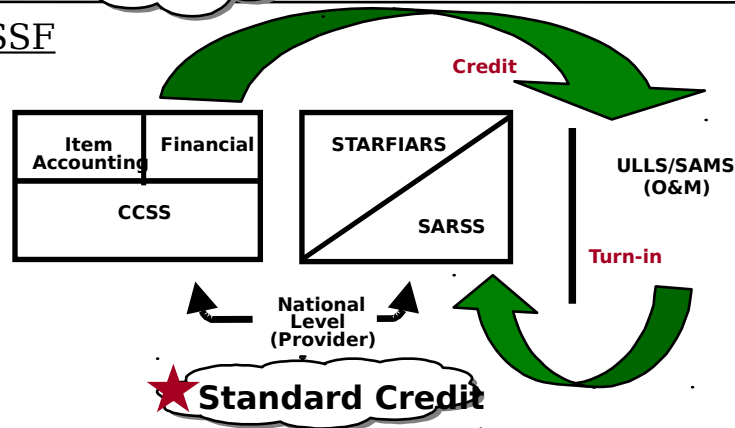 SSF
Credit
Item
Accounting
Financial
CCSS
STARFIARS
SARSS
ULLS/SAMS
(O&M)
Turn-in
National
Level
(Provider)
Standard Credit